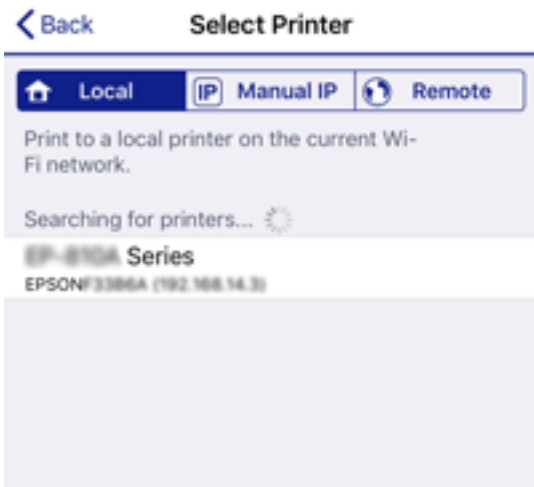 Back
Select Printer
Local
IP Manual IP
Remote
Print to a local printer on the current Wi-
Fi network.
Searching for printers...
Series
EPSON